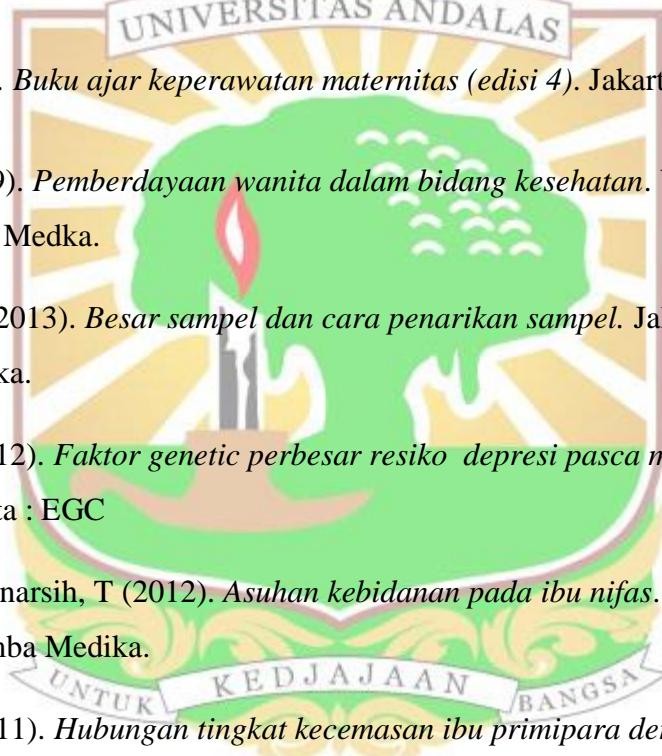 UNIVERSITAS ANDALAS
. Buku ajar keperawatan maternitas (edisi 4). Jakart
). Pemberdayaan wanita dalam bidang kesehatan.
Medka.
2013). Besar sampel dan cara penarikan sampel. Ja
ka.
12). Faktor genetic perbesar resiko depresi pasca
ta : EGC
narsih, T (2012). Asuhan kebidanan pada ibu nifas.
nba Medika.
UNTUK KEDJAJAAN BANGSA
11). Hubungan tingkat kecemasan ibu primipara de